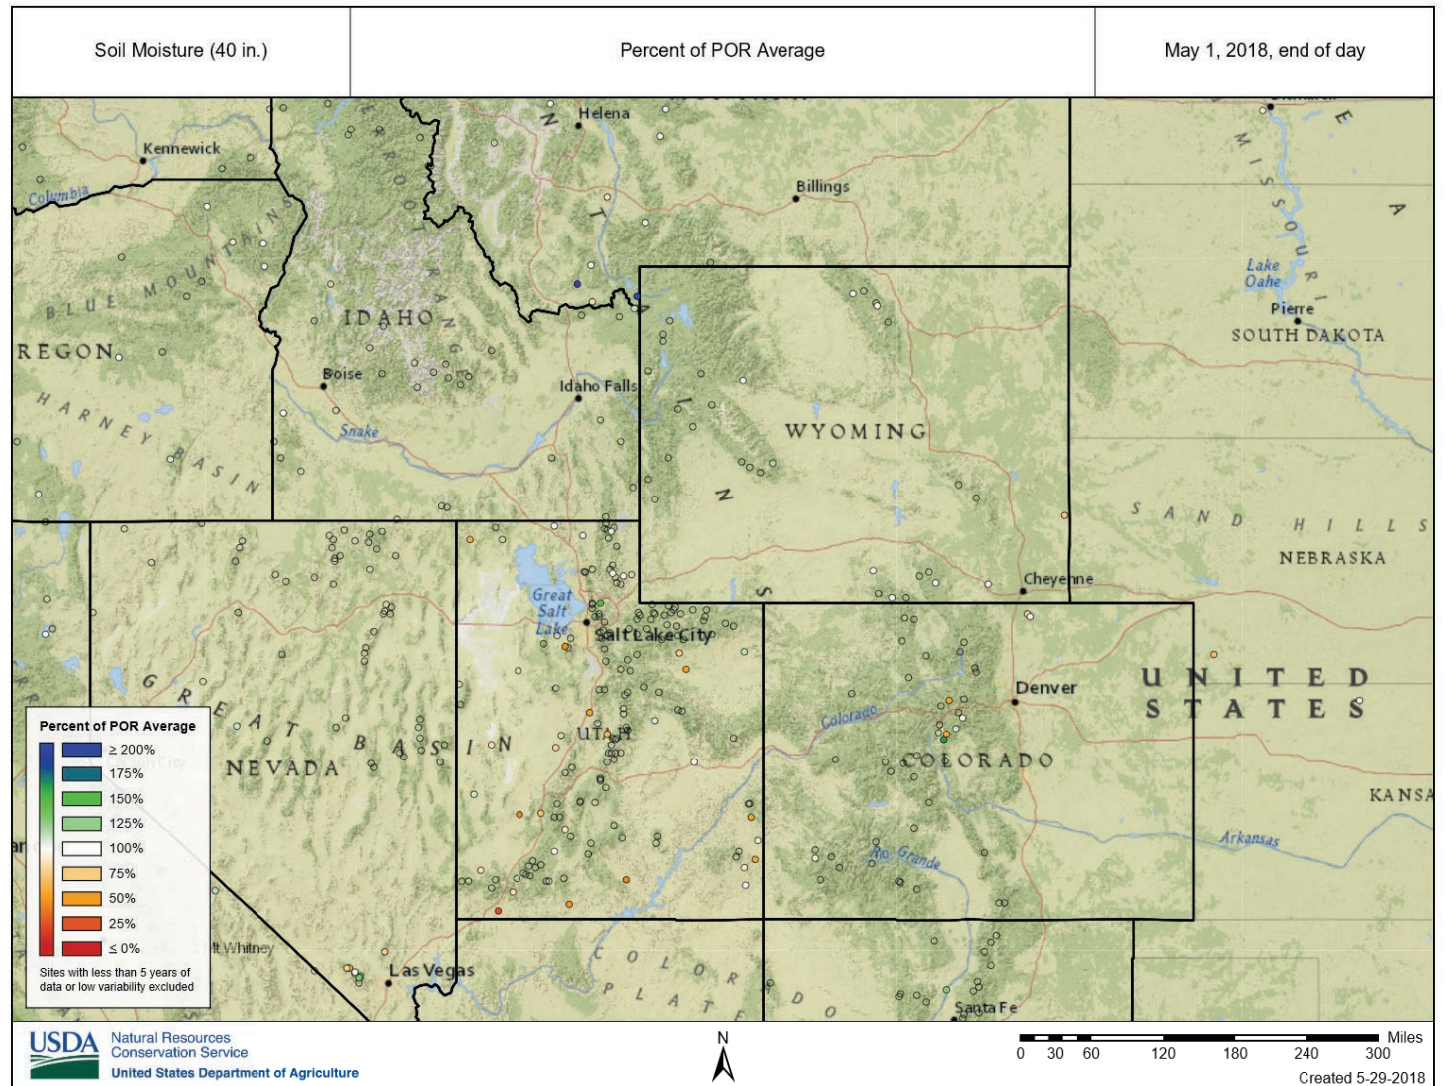 Soil Moisture (40 in.)
Percent of POR Average
May 1, 2018, end of day
Helena
Kennewick
Columbia
Billings
MISSOURI
BLUE MOUNTAINS
Lake
Oahe
Pierre
SOUTH DAKOTA
IDAHO
REGON
Boise
Idaho Falls
HARNEY BASIN
Snake
WYOMING
SAND HILLS
NEBRASKA
Cheyenne
Great
Salt
Lake
Salt Lake City
UNITED
STATES
Denver
GREAT BASIN
Colorado
UTAH
NEVADA
COLORADO
KANSA
Arkansas
Rio Grande
Mt Whitney
Las Vegas
COLORADO
PLATE
Santa Fe
Percent of POR Average
≥ 200%
175%
150%
125%
100%
75%
50%
25%
≤ 0%
Sites with less than 5 years of
data or low variability excluded
USDA
Natural Resources
Conservation Service
United States Department of Agriculture
N
Miles
0 30 60 120 180 240 300
Created 5-29-2018